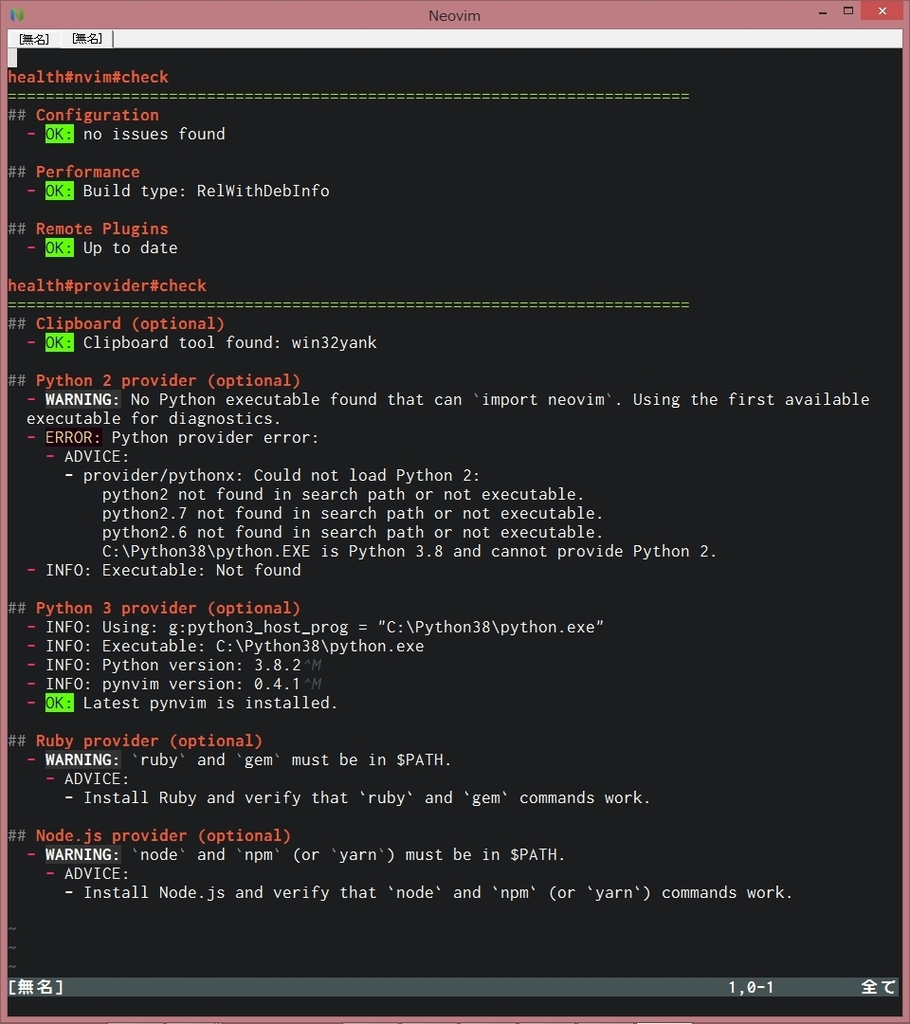 Neovim
[無名] [無名]
health#nvim#check
========================================================================
## Configuration
- OK: no issues found
## Performance
- OK: Build type: RelWithDebInfo
## Remote Plugins
- OK: Up to date
health#provider#check
========================================================================
## Clipboard (optional)
- OK: Clipboard tool found: win32yank
## Python 2 provider (optional)
- WARNING: No Python executable found that can `import neovim`. Using the first available
executable for diagnostics.
- ERROR: Python provider error:
- ADVICE:
- provider/pythonx: Could not load Python 2:
python2 not found in search path or not executable.
python2.7 not found in search path or not executable.
python2.6 not found in search path or not executable.
C:\Python38\python.EXE is Python 3.8 and cannot provide Python 2.
- INFO: Executable: Not found
## Python 3 provider (optional)
- INFO: Using: g:python3_host_prog = "C:\Python38\python.exe"
- INFO: Executable: C:\Python38\python.exe
- INFO: Python version: 3.8.2^M
- INFO: pynvim version: 0.4.1^M
- OK: Latest pynvim is installed.
## Ruby provider (optional)
- WARNING: `ruby` and `gem` must be in $PATH.
- ADVICE:
- Install Ruby and verify that `ruby` and `gem` commands work.
## Node.js provider (optional)
- WARNING: `node` and `npm` (or `yarn`) must be in $PATH.
- ADVICE:
- Install Node.js and verify that `node` and `npm` (or `yarn`) commands work.
~
~
~
[無名] 1,0-1 全て